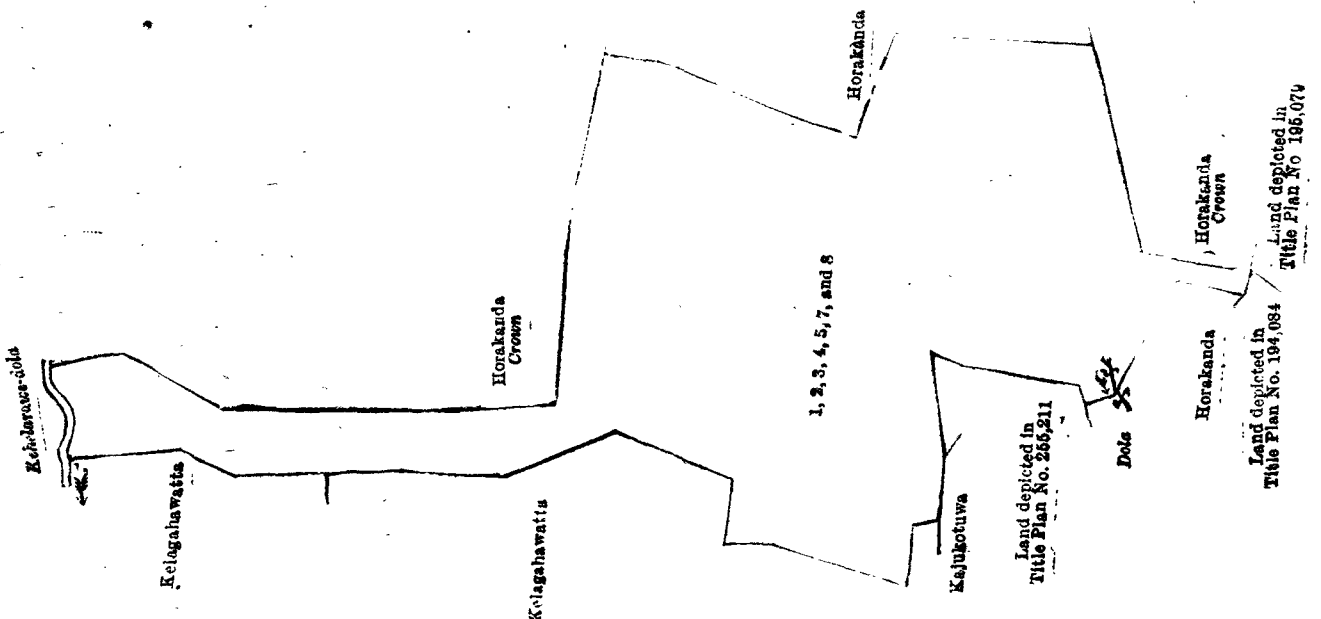 Kelagahawatta
Kelagahawatta
Horakanda
Crown
1, 2, 3, 4, 5, 7, and 8
Horakanda
Kajukotuwa
Land depicted in
Title Plan No. 255,211
Dola
Horakanda
Land depicted in
Title Plan No. 194,084
Horakanda
Crown
Land depicted in
Title Plan No 195,079